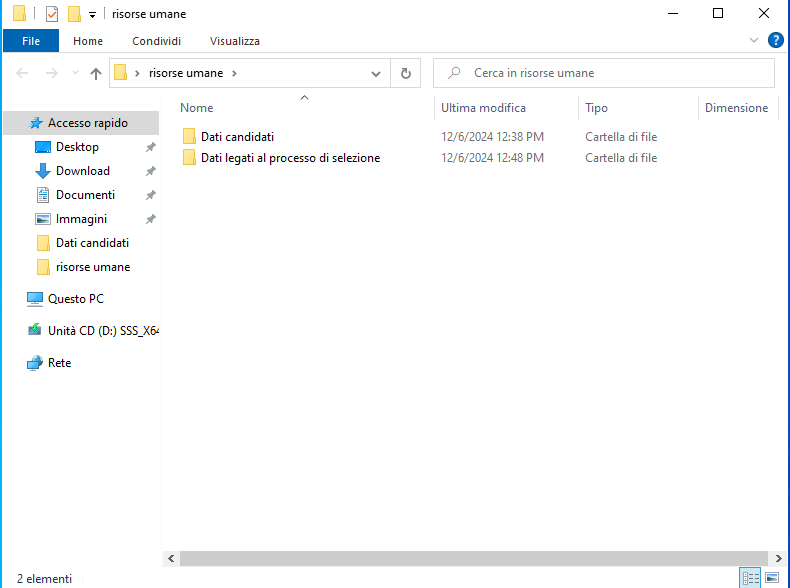 risorse umane
File Home Condividi Visualizza
risorse umane
Cerca in risorse umane
Nome Ultima modifica Tipo Dimensione
Dati candidati 12/6/2024 12:38 PM Cartella di file
Dati legati al processo di selezione 12/6/2024 12:48 PM Cartella di file
Accesso rapido
Desktop
Download
Documenti
Immagini
Dati candidati
risorse umane
Questo PC
Unità CD (D:) SSS_X64
Rete
2 elementi